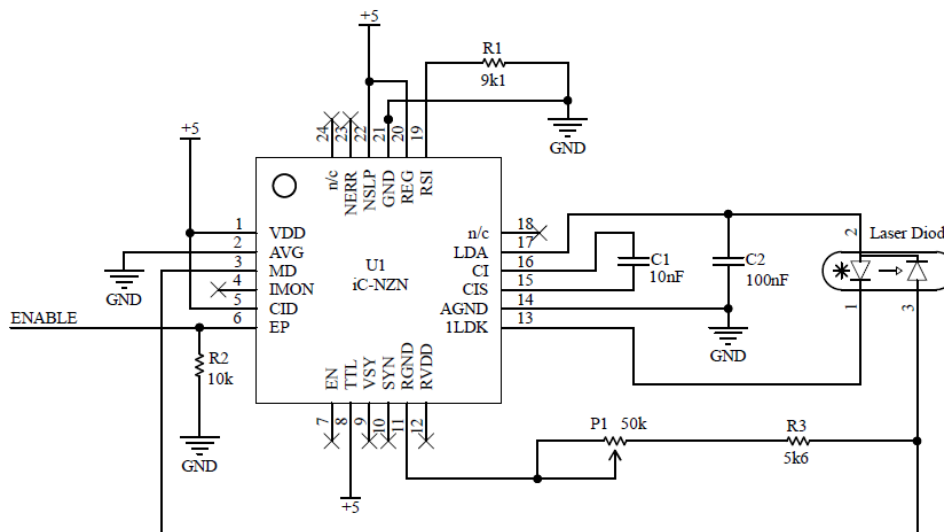 +5
R1
9k1
GND
+5
24
23
22
21
20
19
n/c
NERR
NSLP
GND
REG
RSI
1
VDD
2
AVG
3
MD
4
IMON
5
CID
6
EP
GND
U1
iC-NZN
n/c
18
LDA
17
CI
16
CIS
15
AGND
14
1LDK
13
C1
10nF
C2
100nF
GND
2
Laser Diod
1
3
ENABLE
R2
10k
GND
EN
TTL
VSY
SYN
RGND
RVDD
7
8
9
10
11
12
+5
P1 50k
R3
5k6